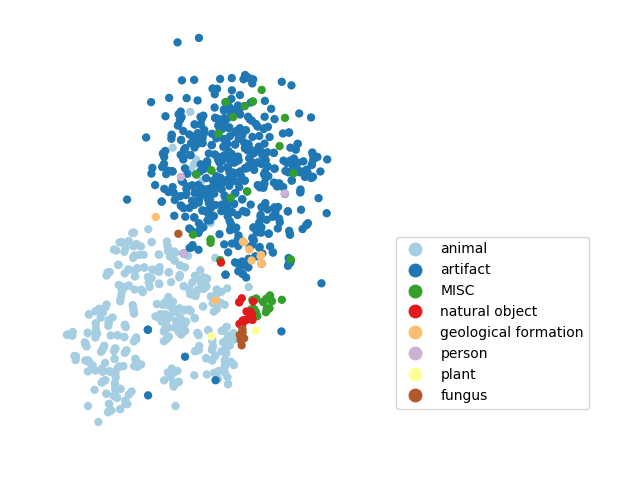 animal
artifact
MISC
natural object
geological formation
person
plant
fungus